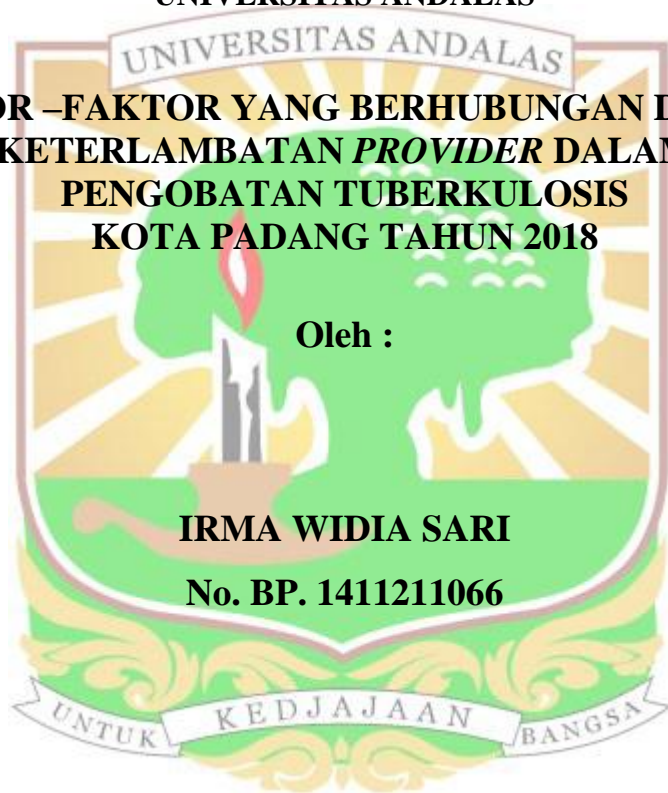 UNIVERSITAS ANDALAS
UNIVERSITAS ANDALAS
OR –FAKTOR YANG BERHUBUNGAN D
KETERLAMBATAN PROVIDER DALAM
PENGOBATAN TUBERKULOSIS
KOTA PADANG TAHUN 2018
Oleh :
IRMA WIDIA SARI
No. BP. 1411211066
UNTUK KEDJAJAAN BANGSA